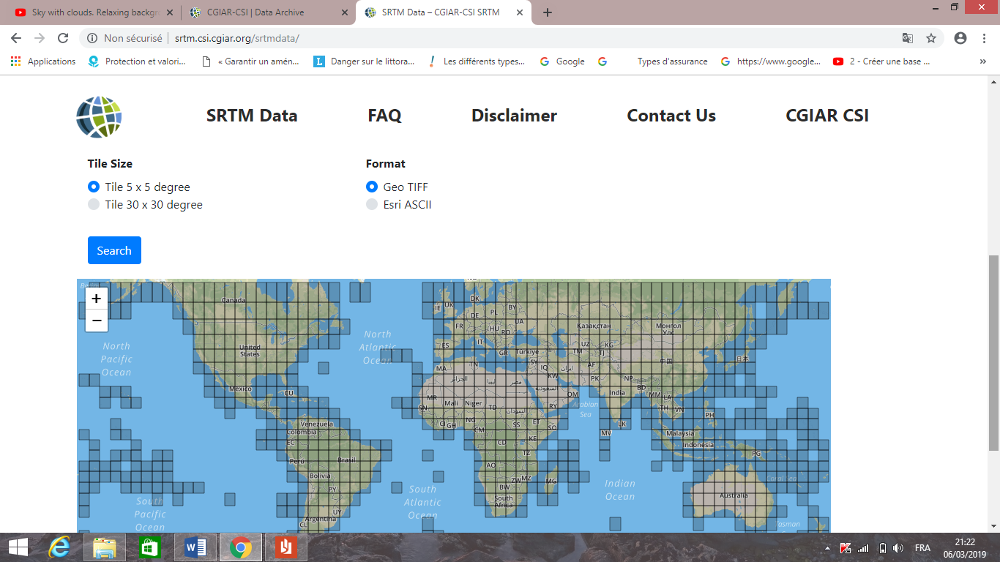 Sky with clouds. Relaxing backgr
CGIAR-CSI | Data Archive
SRTM Data – CGIAR-CSI SRTM
Non sécurisé
srtm.csi.cgiar.org/srtmdata/
Applications
Protection et valori...
« Garantir un amén...
Danger sur le littora...
Les différents types...
Google
Types d'assurance
https://www.google...
2 - Créer une base ...
SRTM Data
FAQ
Disclaimer
Contact Us
CGIAR CSI
Tile Size
Format
Tile 5 x 5 degree
Geo TIFF
Tile 30 x 30 degree
Esri ASCII
Search
+
−
Canada
DK
IE UK
PL BY
DE
UA
FR
HU
RO
Қазақстан
Монгол
Улс
North
Atlantic
Ocean
North
Pacific
Ocean
United
States
ES
IT
GR
Türkiye
UZ
KG
TM
TJ
中国
日本
MA
TN
SY
IQ
ایران
AF
KW
PK
NP
الجزائر
ليبيا
مصر
السعودية
México
CU
BD
OM
India
MM
LA
MR
Mali
Niger
TD
السودان
RY
Arabian
Sea
SN
TH
VN
PH
Venezuela
Colombia
CI
GH
NG
CM
SS
ET
SO
LK
MV
Malaysia
Indonesia
EC
CD
KE
TZ
PG
Perú
Brasil
Bolivia
AO
ZW
MZ
MG
Coral Sea
PY
BW
South
Africa
Indian
Ocean
Australia
South
Pacific
Ocean
South
Atlantic
Ocean
UY
Argentina
CL
Tasman
FRA
21:22
06/03/2019